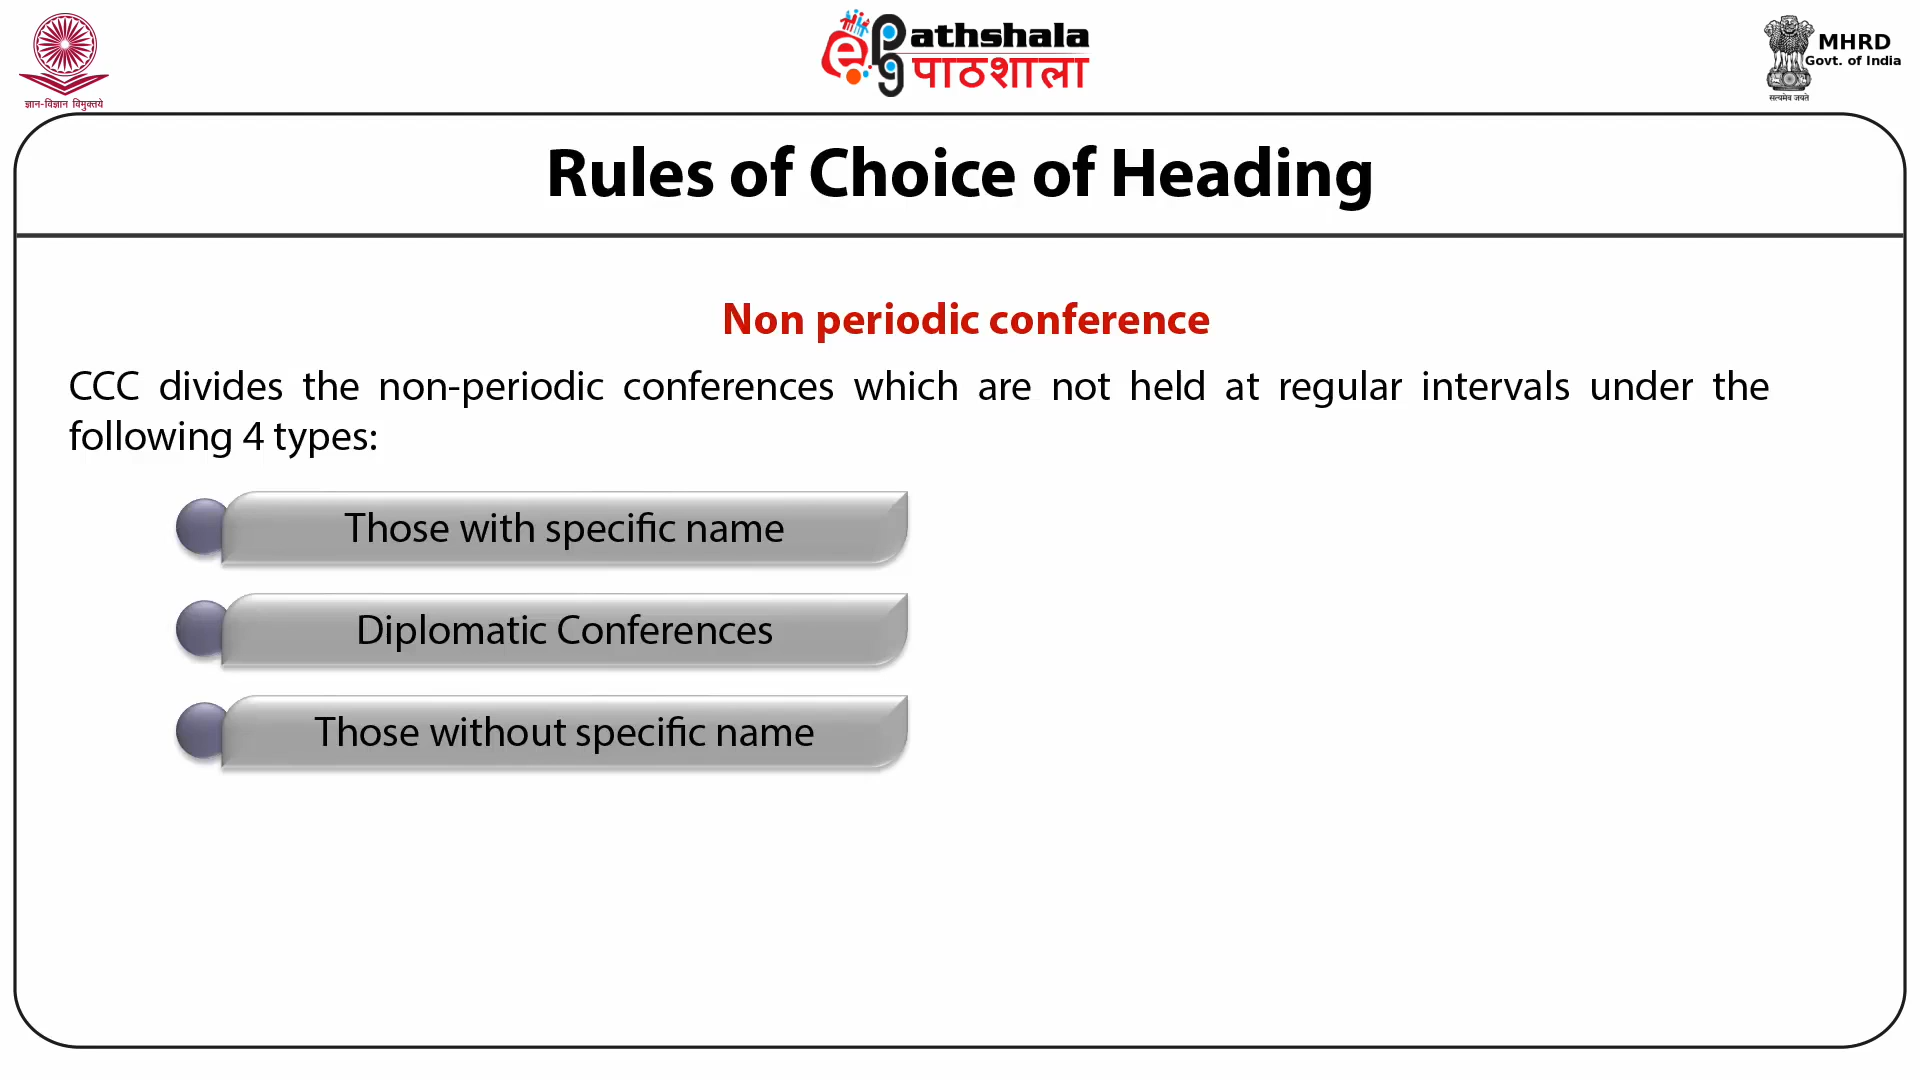 ज्ञान-विज्ञान विमुक्तये
e Pathshala
पाठशाला
MHRD
Govt. of India
सत्यमेव जयते
Rules of Choice of Heading
Non periodic conference
CCC divides the non-periodic conferences which are not held at regular intervals under the
following 4 types:
Those with specific name
Diplomatic Conferences
Those without specific name